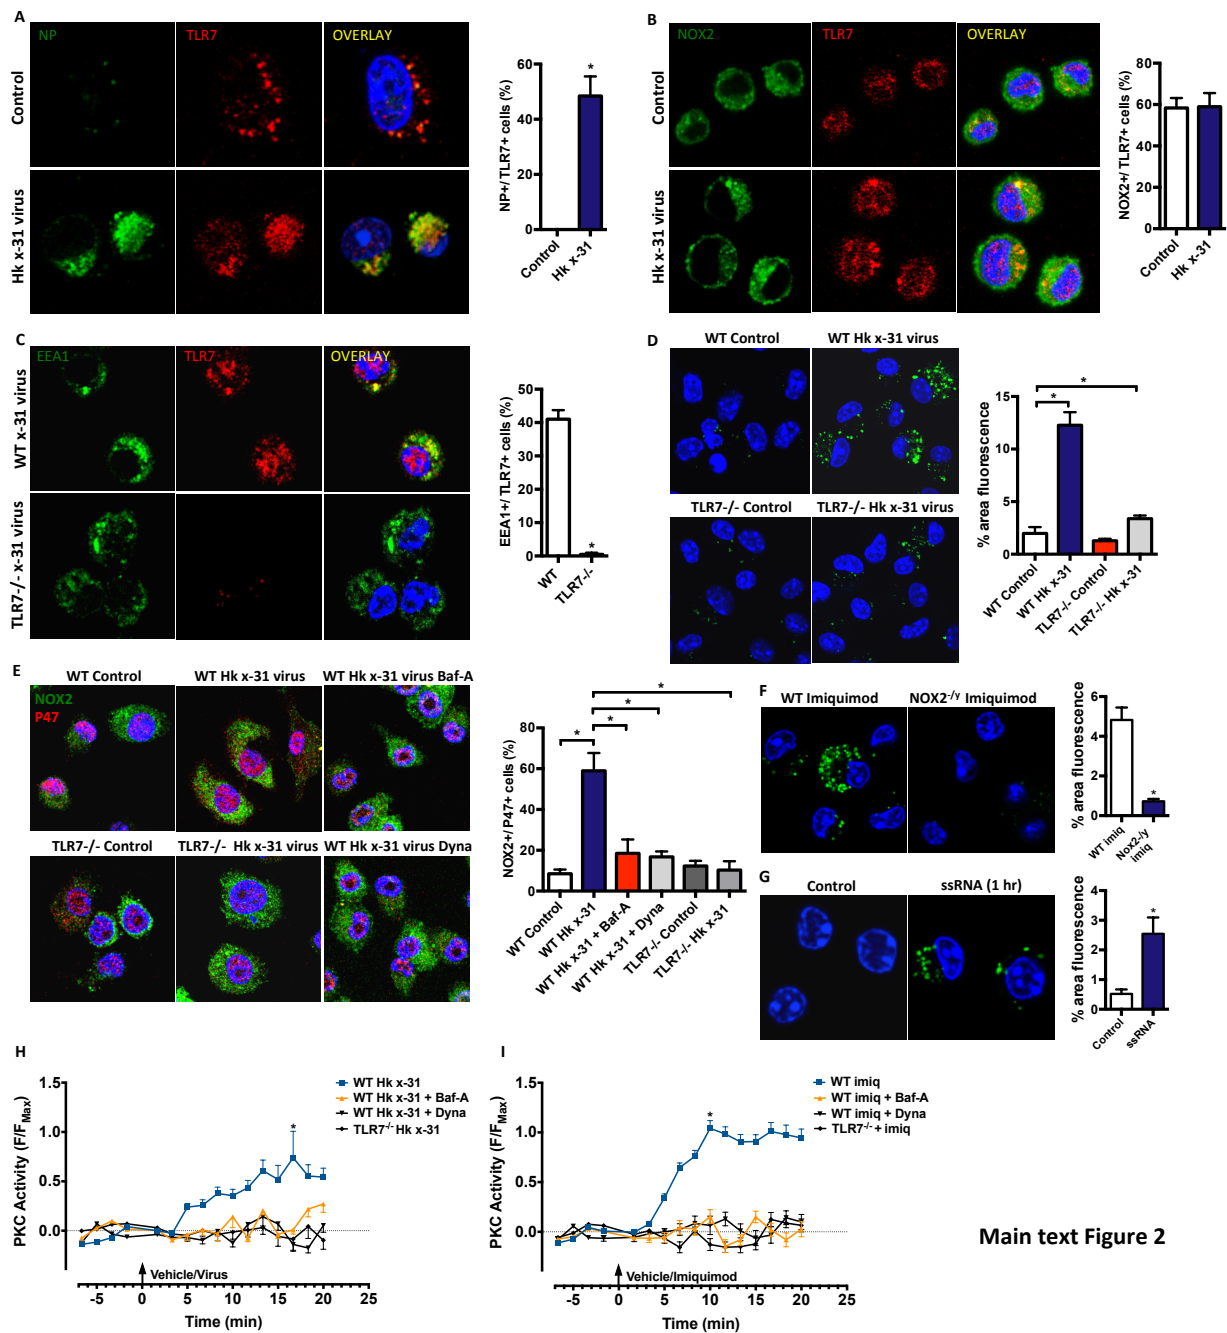 A
NP
TLR7
OVERLAY
Control
Hk x-31 virus
NP+/TLR7+ cells (%)
80
60
40
20
0
*
Control
Hk x-31
B
NOX2
TLR7
OVERLAY
Control
Hk x-31 virus
NOX2+/TLR7+ cells (%)
80
60
40
20
0
Control
Hk x-31
C
EEA1
TLR7
OVERLAY
WT x-31 virus
TLR7-/- x-31 virus
EEA1+/TLR7+ cells (%)
50
40
30
20
10
0
*
WT
TLR7-/-
D
WT Control
WT Hk x-31 virus
TLR7-/- Control
TLR7-/- Hk x-31 virus
% area fluorescence
15
10
5
0
*
*
WT Control
WT Hk x-31
TLR7-/- Control
TLR7-/- Hk x-31
E
WT Control
WT Hk x-31 virus
WT Hk x-31 virus Baf-A
NOX2
P47
TLR7-/- Control
TLR7-/- Hk x-31 virus
WT Hk x-31 virus Dyna
NOX2+/P47+ cells (%)
80
60
40
20
0
*
*
*
*
WT Control
WT Hk x-31
WT Hk x-31 + Baf-A
WT Hk x-31 + Dyna
TLR7-/- Control
TLR7-/- Hk x-31
F
WT Imiquimod
NOX2-/y Imiquimod
% area fluorescence
6
4
2
0
*
WT imiq
Nox2-/y imiq
G
Control
ssRNA (1 hr)
% area fluorescence
4
3
2
1
0
*
Control
ssRNA
H
PKC Activity (F/FMax)
1.5
1.0
0.5
0.0
WT Hk x-31
WT Hk x-31 + Baf-A
WT Hk x-31 + Dyna
TLR7-/- Hk x-31
*
Vehicle/Virus
-5 0 5 10 15 20 25
Time (min)
I
PKC Activity (F/FMax)
1.5
1.0
0.5
0.0
WT imiq
WT imiq + Baf-A
WT imiq + Dyna
TLR7-/- + imiq
*
Vehicle/Imiquimod
-5 0 5 10 15 20 25
Time (min)
Main text Figure 2